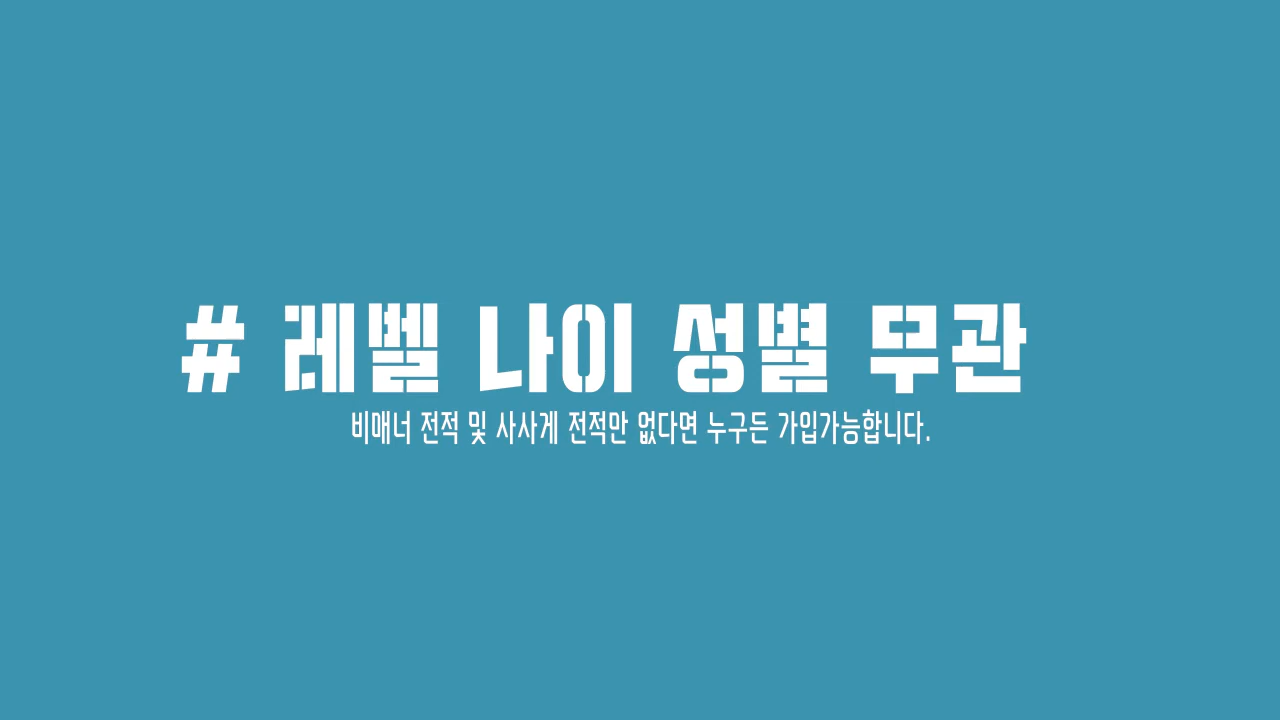 # 레벨 나이 성별 무관
비매너 전적 및 사사게 전적만 없다면 누구든 가입가능합니다.